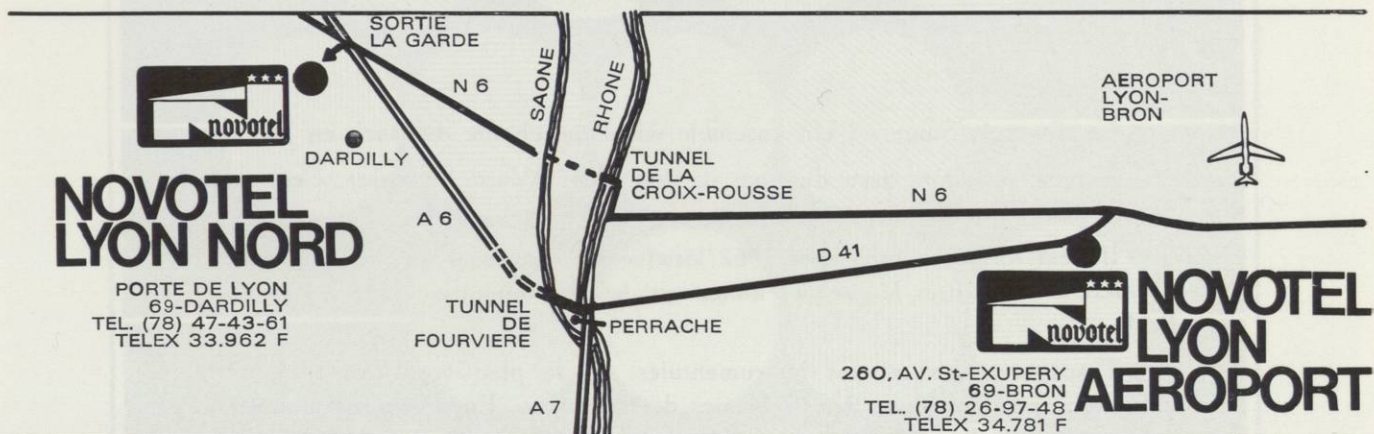 SORTIE
LA GARDE
N 6
SAONE
RHONE
novotel
DARDILLY
NOVOTEL
LYON NORD
PORTE DE LYON
69-DARDILLY
TEL. (78) 47-43-61
TELEX 33.962 F
A 6
TUNNEL
DE LA
CROIX-ROUSSE
AEROPORT
LYON-
BRON
N 6
D 41
TUNNEL
DE
FOURVIERE
PERRACHE
A 7
novotel
NOVOTEL
LYON
AEROPORT
260, AV. St-EXUPERY
69-BRON
TEL. (78) 26-97-48
TELEX 34.781 F